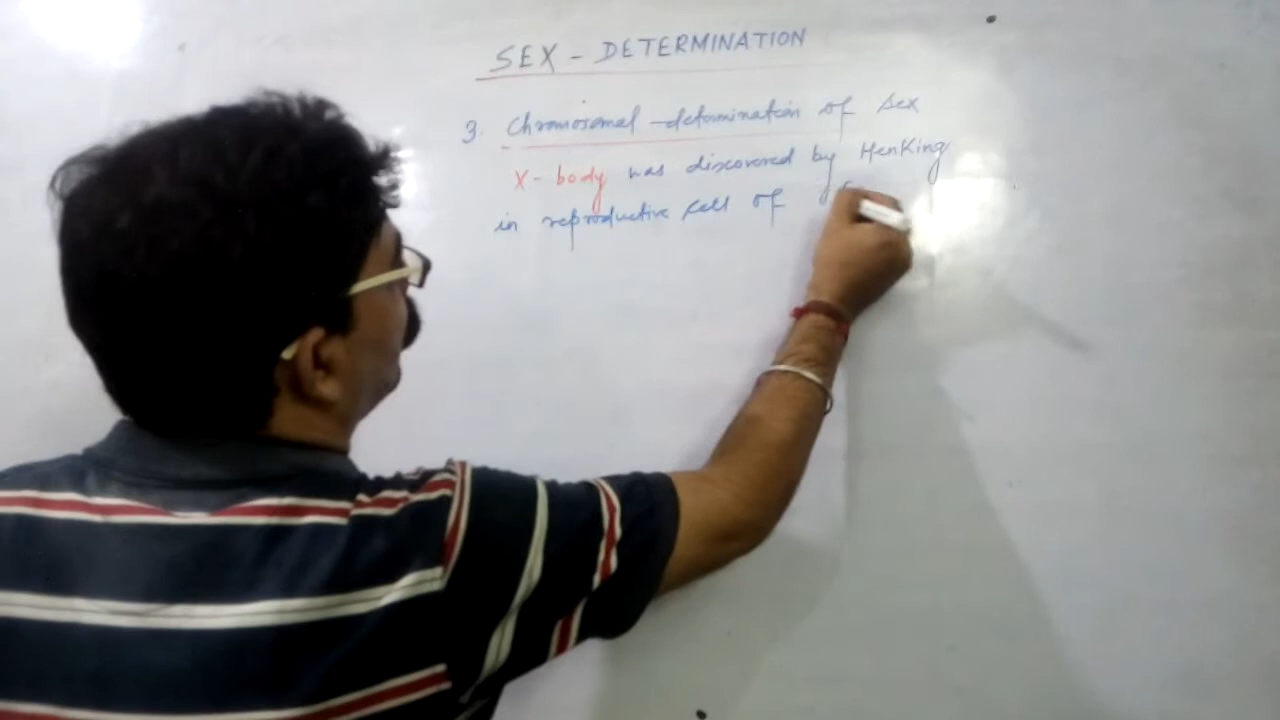 SEX - DETERMINATION
3. Chromosomal - determination of sex
X - body was discovered by HenKing
in reproductive cell of